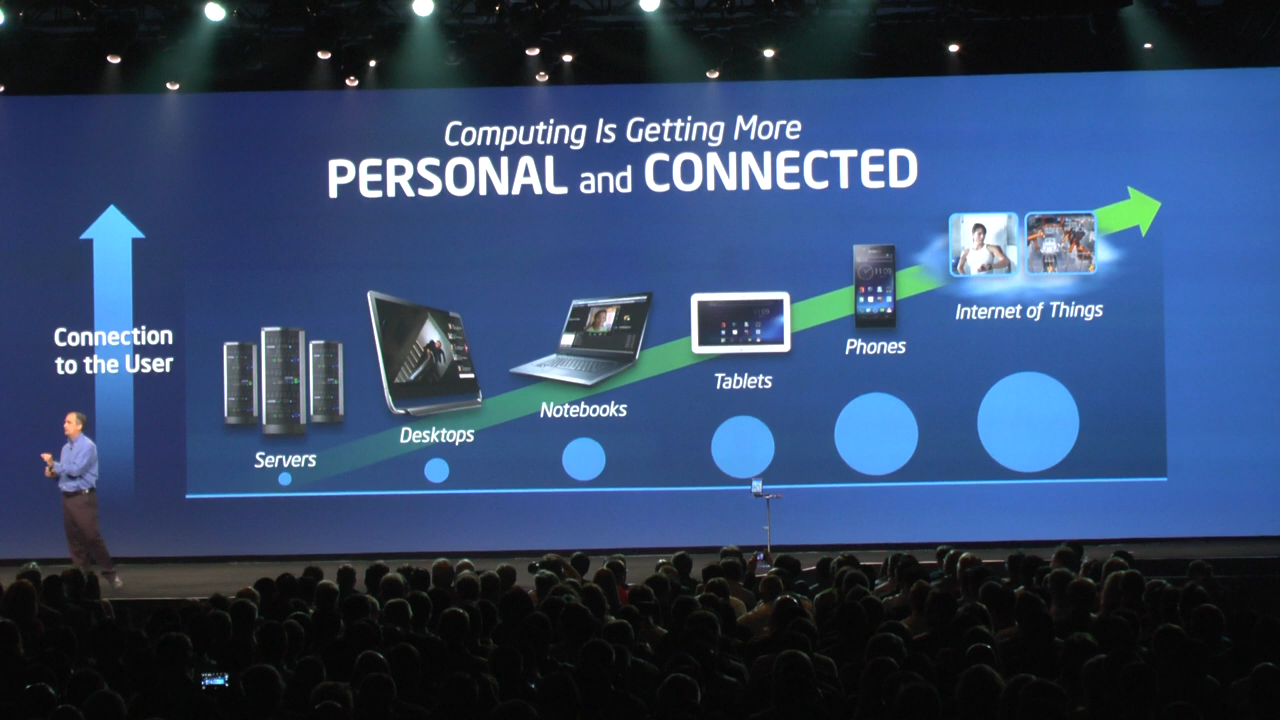 Computing Is Getting More
PERSONAL and CONNECTED
Connection
to the User
Servers
Desktops
Notebooks
Tablets
Phones
Internet of Things